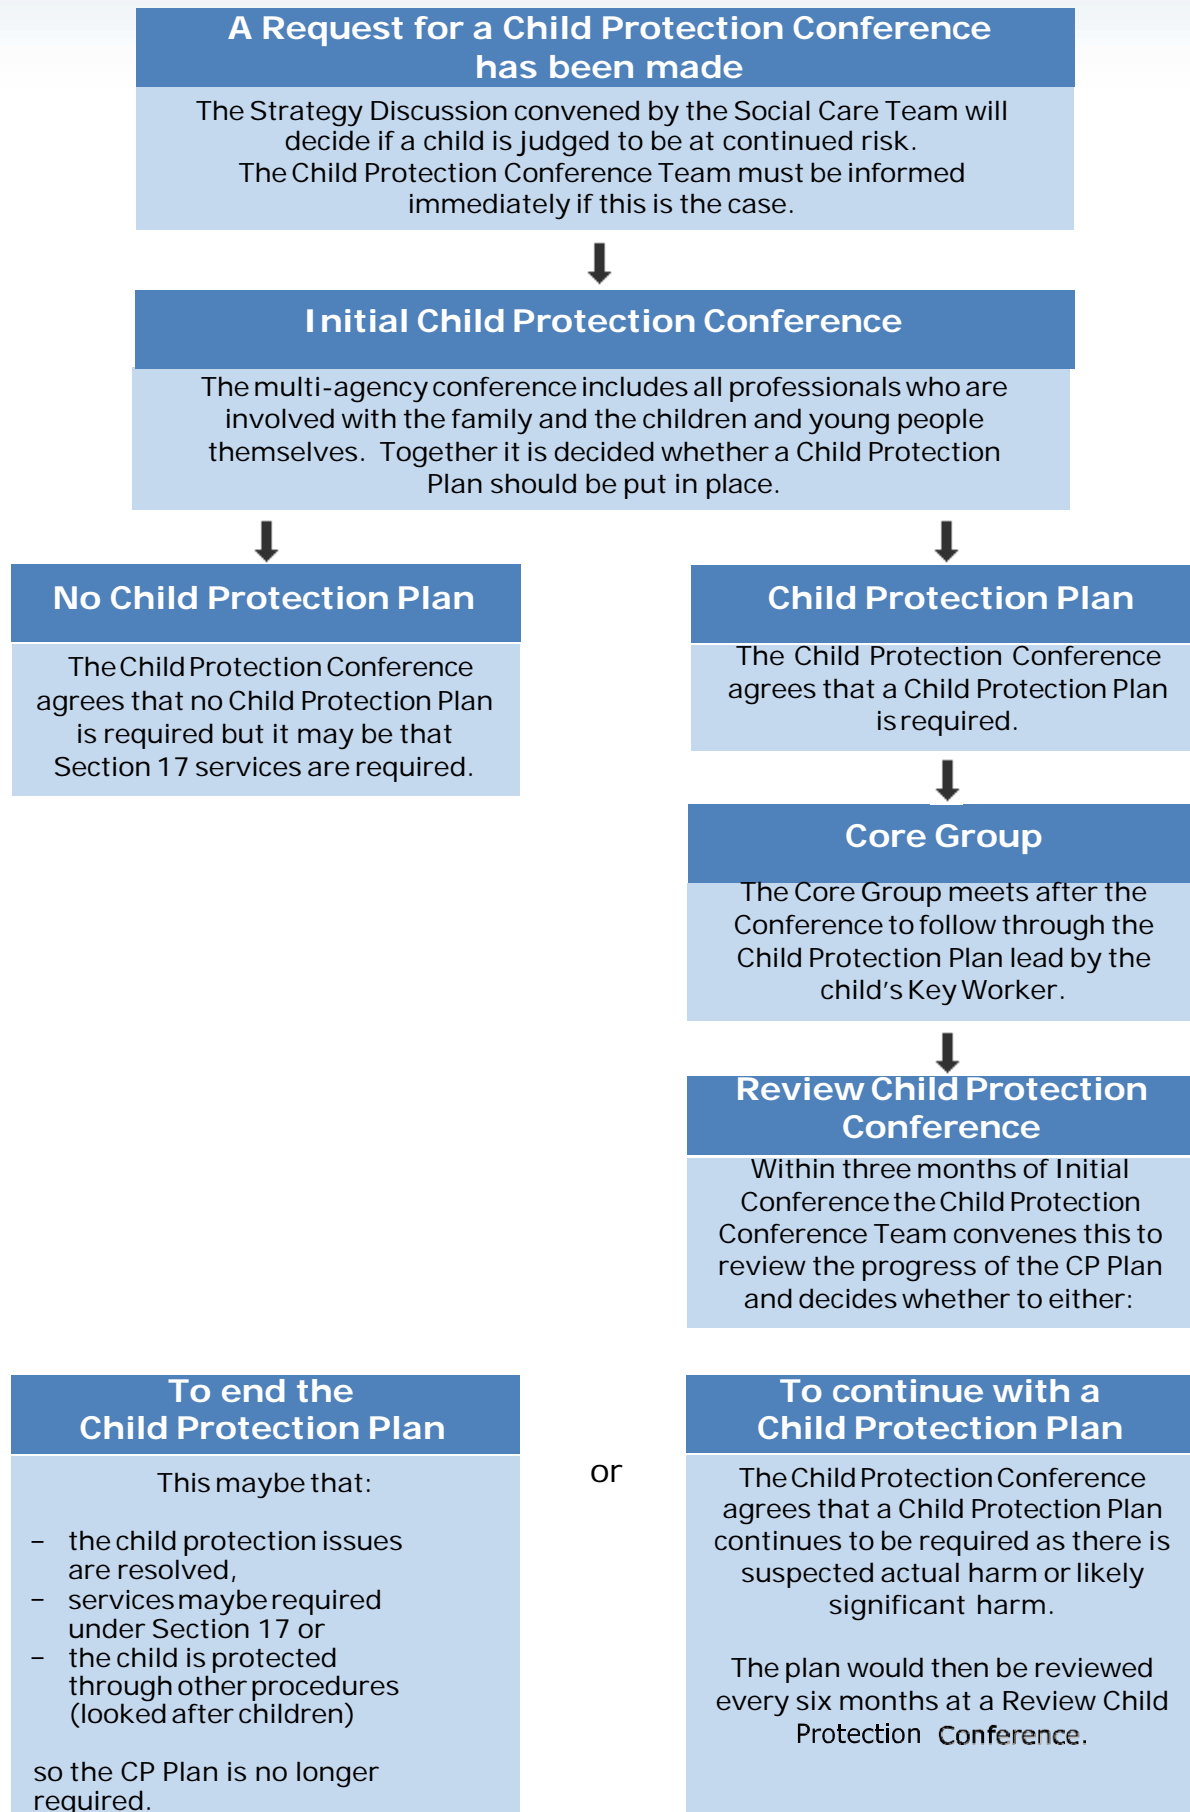 A Request for a Child Protection Conference
has been made
The Strategy Discussion convened by the Social Care Team will
decide if a child is judged to be at continued risk.
The Child Protection Conference Team must be informed
immediately if this is the case.
Initial Child Protection Conference
The multi-agency conference includes all professionals who are
involved with the family and the children and young people
themselves. Together it is decided whether a Child Protection
Plan should be put in place.
No Child Protection Plan
The Child Protection Conference
agrees that no Child Protection Plan
is required but it may be that
Section 17 services are required.
Child Protection Plan
The Child Protection Conference
agrees that a Child Protection Plan
is required.
Core Group
The Core Group meets after the
Conference to follow through the
Child Protection Plan lead by the
child's Key Worker.
Review Child Protection
Conference
Within three months of Initial
Conference the Child Protection
Conference Team convenes this to
review the progress of the CP Plan
and decides whether to either:
To end the
Child Protection Plan
This maybe that:
– the child protection issues
are resolved,
– services maybe required
under Section 17 or
– the child is protected
through other procedures
(looked after children)
so the CP Plan is no longer
required.
or
To continue with a
Child Protection Plan
The Child Protection Conference
agrees that a Child Protection Plan
continues to be required as there is
suspected actual harm or likely
significant harm.
The plan would then be reviewed
every six months at a Review Child
Protection Conference.